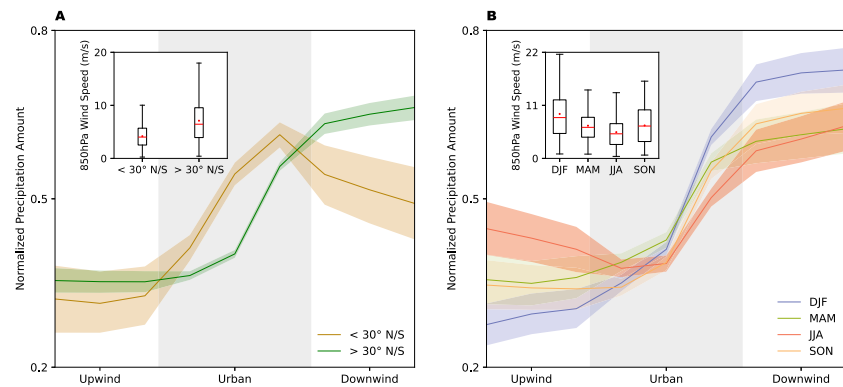 A
Normalized Precipitation Amount
0.8
0.5
0.2
850hPa Wind Speed (m/s)
20
10
0
< 30° N/S
> 30° N/S
< 30° N/S
> 30° N/S
Upwind
Urban
Downwind
B
Normalized Precipitation Amount
0.8
0.5
0.2
850hPa Wind Speed (m/s)
22
11
0
DJF
MAM
JJA
SON
DJF
MAM
JJA
SON
Upwind
Urban
Downwind